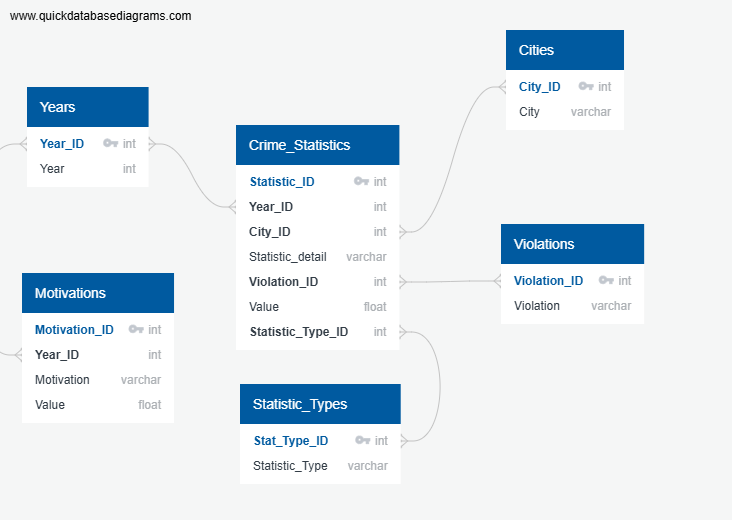 www.quickdatabasediagrams.com
Years
Year_ID int
Year int
Motivations
Motivation_ID int
Year_ID int
Motivation varchar
Value float
Crime_Statistics
Statistic_ID int
Year_ID int
City_ID int
Statistic_detail varchar
Violation_ID int
Value float
Statistic_Type_ID int
Statistic_Types
Stat_Type_ID int
Statistic_Type varchar
Cities
City_ID int
City varchar
Violations
Violation_ID int
Violation varchar